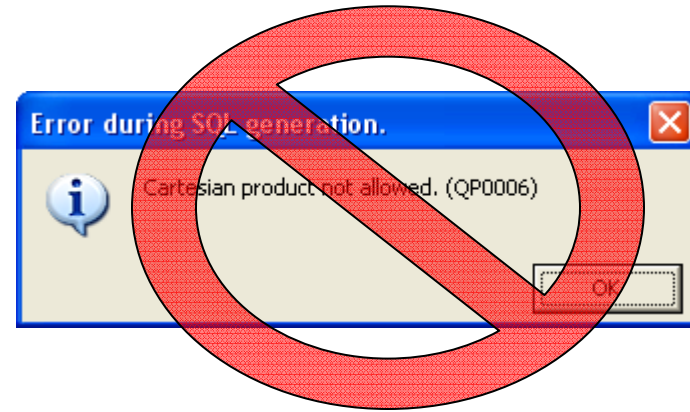 Error during SQL generation.
Cartesian product not allowed. (QP0006)
OK